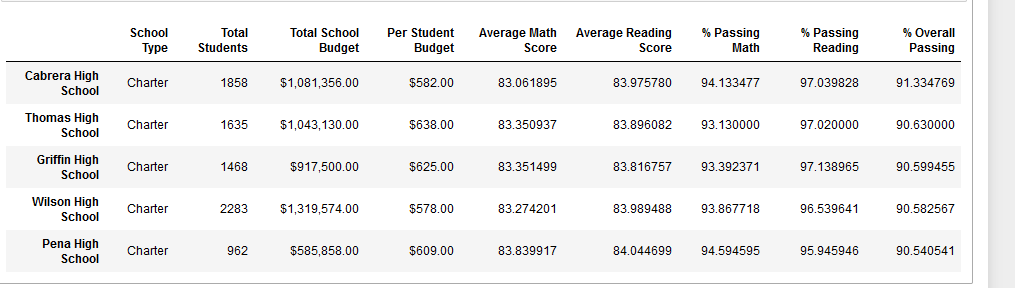 School Type Total Students Total School Budget Per Student Budget Average Math Score Average Reading Score % Passing Math % Passing Reading % Overall Passing
Cabrera High School Charter 1858 $1,081,356.00 $582.00 83.061895 83.975780 94.133477 97.039828 91.334769
Thomas High School Charter 1635 $1,043,130.00 $638.00 83.350937 83.896082 93.130000 97.020000 90.630000
Griffin High School Charter 1468 $917,500.00 $625.00 83.351499 83.816757 93.392371 97.138965 90.599455
Wilson High School Charter 2283 $1,319,574.00 $578.00 83.274201 83.989488 93.867718 96.539641 90.582567
Pena High School Charter 962 $585,858.00 $609.00 83.839917 84.044699 94.594595 95.945946 90.540541